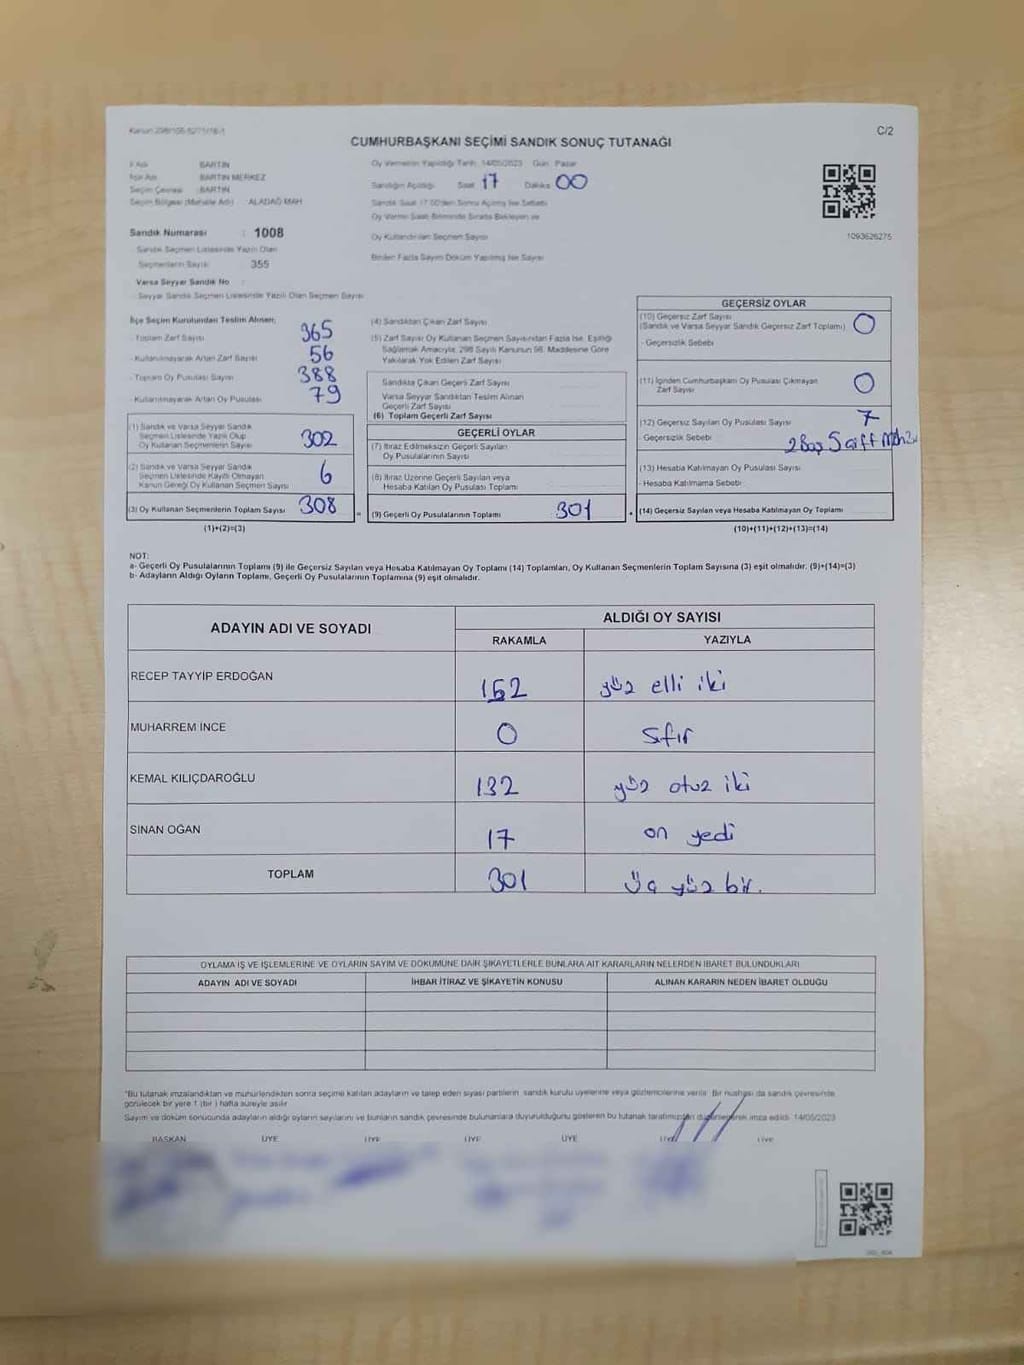 Kanun 298/105-5271/16-1
C/2
CUMHURBAŞKANI SEÇİMİ SANDIK SONUÇ TUTANAĞI
İl Adı : BARTIN
İlçe Adı : BARTIN MERKEZ
Seçim Çevresi : BARTIN
Seçim Bölgesi (Mahalle Adı) : ALADAĞ MAH
Sandık Numarası : 1008
Sandık Seçmen Listesinde Yazılı Olan
Seçmenlerin Sayısı : 355
Varsa Seyyar Sandık No :
- Seyyar Sandık Seçmen Listesinde Yazılı Olan Seçmen Sayısı
Oy Vermenin Yapıldığı Tarih 14/05/2023 Gün Pazar
Sandığın Açıldığı Saat 17 Dakika 00
Sandık Saat 17.00'den Sonra Açılmış İse Sebebi
Oy Verme Saati Bitiminde Sırada Bekleyen ve
Oy Kullandırılan Seçmen Sayısı
Birden Fazla Sayım Döküm Yapılmış İse Sayısı
1093626275
İlçe Seçim Kurulundan Teslim Alınan;
- Toplam Zarf Sayısı 365
- Kullanılmayarak Artan Zarf Sayısı 56
- Toplam Oy Pusulası Sayısı 388
- Kullanılmayarak Artan Oy Pusulası 79
(1) Sandık ve Varsa Seyyar Sandık
Seçmen Listesinde Yazılı Olup
Oy Kullanan Seçmenlerin Sayısı 302
(2) Sandık ve Varsa Seyyar Sandık
Seçmen Listesinde Kayıtlı Olmayan
Kanun Gereği Oy Kullanan Seçmen Sayısı 6
(3) Oy Kullanan Seçmenlerin Toplam Sayısı 308
(1)+(2)=(3)
(4) Sandıktan Çıkan Zarf Sayısı
(5) Zarf Sayısı Oy Kullanan Seçmen Sayısından Fazla İse, Eşitliği
Sağlamak Amacıyla, 298 Sayılı Kanunun 98. Maddesine Göre
Yakılarak Yok Edilen Zarf Sayısı
Sandıkta Çıkan Geçerli Zarf Sayısı
Varsa Seyyar Sandıktan Teslim Alınan
Geçerli Zarf Sayısı
(6) Toplam Geçerli Zarf Sayısı
GEÇERLİ OYLAR
(7) İtiraz Edilmeksizin Geçerli Sayılan
Oy Pusulalarının Sayısı
(8) İtiraz Üzerine Geçerli Sayılan veya
Hesaba Katılan Oy Pusulası Toplamı
(9) Geçerli Oy Pusulalarının Toplamı 301
GEÇERSİZ OYLAR
(10) Geçersiz Zarf Sayısı
(Sandık ve Varsa Seyyar Sandık Geçersiz Zarf Toplamı) 0
- Geçersizlik Sebebi
(11) İçinden Cumhurbaşkanı Oy Pusulası Çıkmayan
Zarf Sayısı 0
(12) Geçersiz Sayılan Oy Pusulası Sayısı 7
Geçersizlik Sebebi 2 Boş 5 çift
(13) Hesaba Katılmayan Oy Pusulası Sayısı
- Hesaba Katılmama Sebebi
(14) Geçersiz Sayılan veya Hesaba Katılmayan Oy Toplamı
(10)+(11)+(12)+(13)=(14)
NOT:
a- Geçerli Oy Pusulalarının Toplamı (9) ile Geçersiz Sayılan veya Hesaba Katılmayan Oy Toplamı (14) Toplamları, Oy Kullanan Seçmenlerin Toplam Sayısına (3) eşit olmalıdır. (9)+(14)=(3)
b- Adayların Aldığı Oyların Toplamı, Geçerli Oy Pusulalarının Toplamına (9) eşit olmalıdır.
ADAYIN ADI VE SOYADI
ALDIĞI OY SAYISI
RAKAMLA YAZIYLA
RECEP TAYYİP ERDOĞAN 152 yüz elli iki
MUHARREM İNCE 0 Sıfır
KEMAL KILIÇDAROĞLU 132 yüz otuz iki
SİNAN OĞAN 17 on yedi
TOPLAM 301 üç yüz bir.
OYLAMA İŞ VE İŞLEMLERİNE VE OYLARIN SAYIM VE DÖKÜMÜNE DAİR ŞİKAYETLERLE BUNLARA AİT KARARLARIN NELERDEN İBARET BULUNDUKLARI
ADAYIN ADI VE SOYADI İHBAR İTİRAZ VE ŞİKAYETİN KONUSU ALINAN KARARIN NEDEN İBARET OLDUĞU
*Bu tutanak imzalandıktan ve mühürlendikten sonra seçime katılan adayların ve talep eden siyasi partilerin sandık kurulu üyelerine veya gözlemcilerine verilir. Bir nüshası da sandık çevresinde
görülecek bir yere 1 (bir ) hafta süreyle asılır
Sayım ve döküm sonucunda adayların aldığı oyların sayılarını ve bunların sandık çevresinde bulunanlara duyurulduğunu gösteren bu tutanak tarafımızdan düzenlenerek imza edildi. 14/05/2023
BAŞKAN ÜYE ÜYE ÜYE ÜYE ÜYE ÜYE